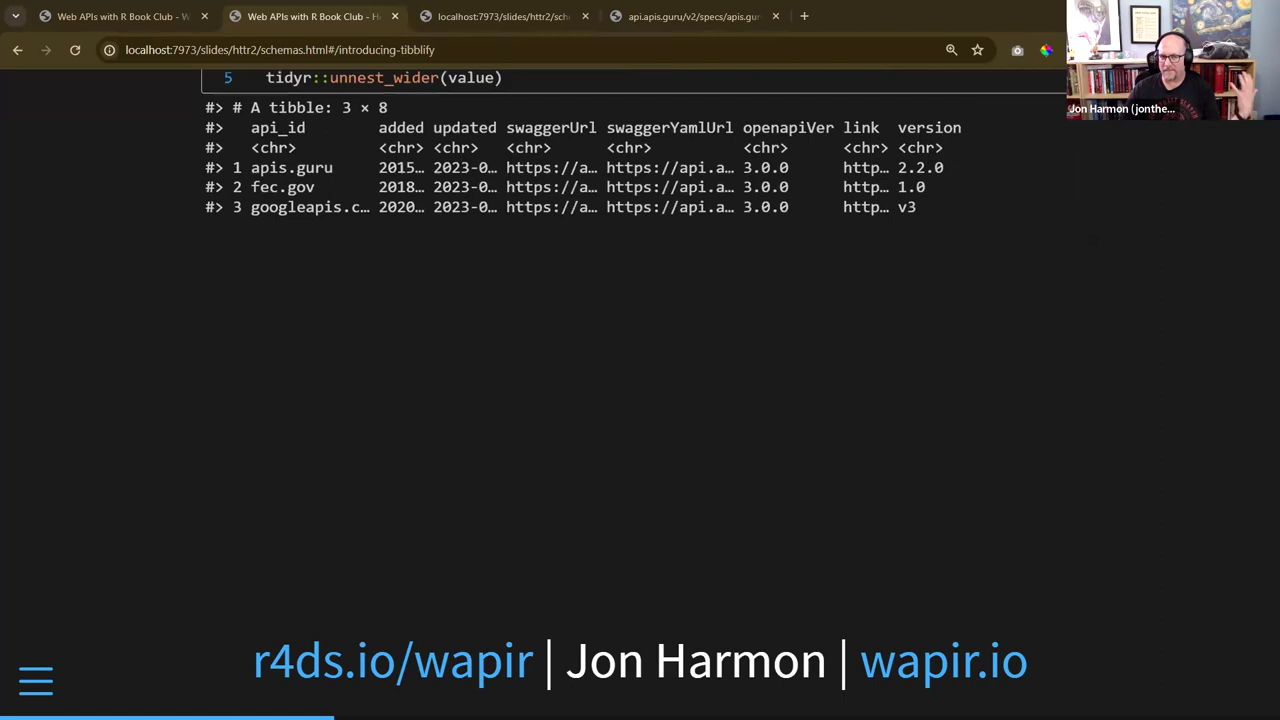 Web APIs with R Book Club - W
Web APIs with R Book Club - H
localhost:7973/slides/httr2/sche
api.apis.guru/v2/specs/apis.gur
localhost:7973/slides/httr2/schemas.html#/introducing-tibblify
Jon Harmon (jonthe...
5 tidyr::unnest_wider(value)
#> # A tibble: 3 × 8
#> api_id added updated swaggerUrl swaggerYamlUrl openapiVer link version
#> <chr> <chr> <chr> <chr> <chr> <chr> <chr> <chr>
#> 1 apis.guru 2015… 2023-0… https://a… https://api.a… 3.0.0 http… 2.2.0
#> 2 fec.gov 2018… 2023-0… https://a… https://api.a… 3.0.0 http… 1.0
#> 3 googleapis.c… 2020… 2023-0… https://a… https://api.a… 3.0.0 http… v3
r4ds.io/wapir | Jon Harmon | wapir.io